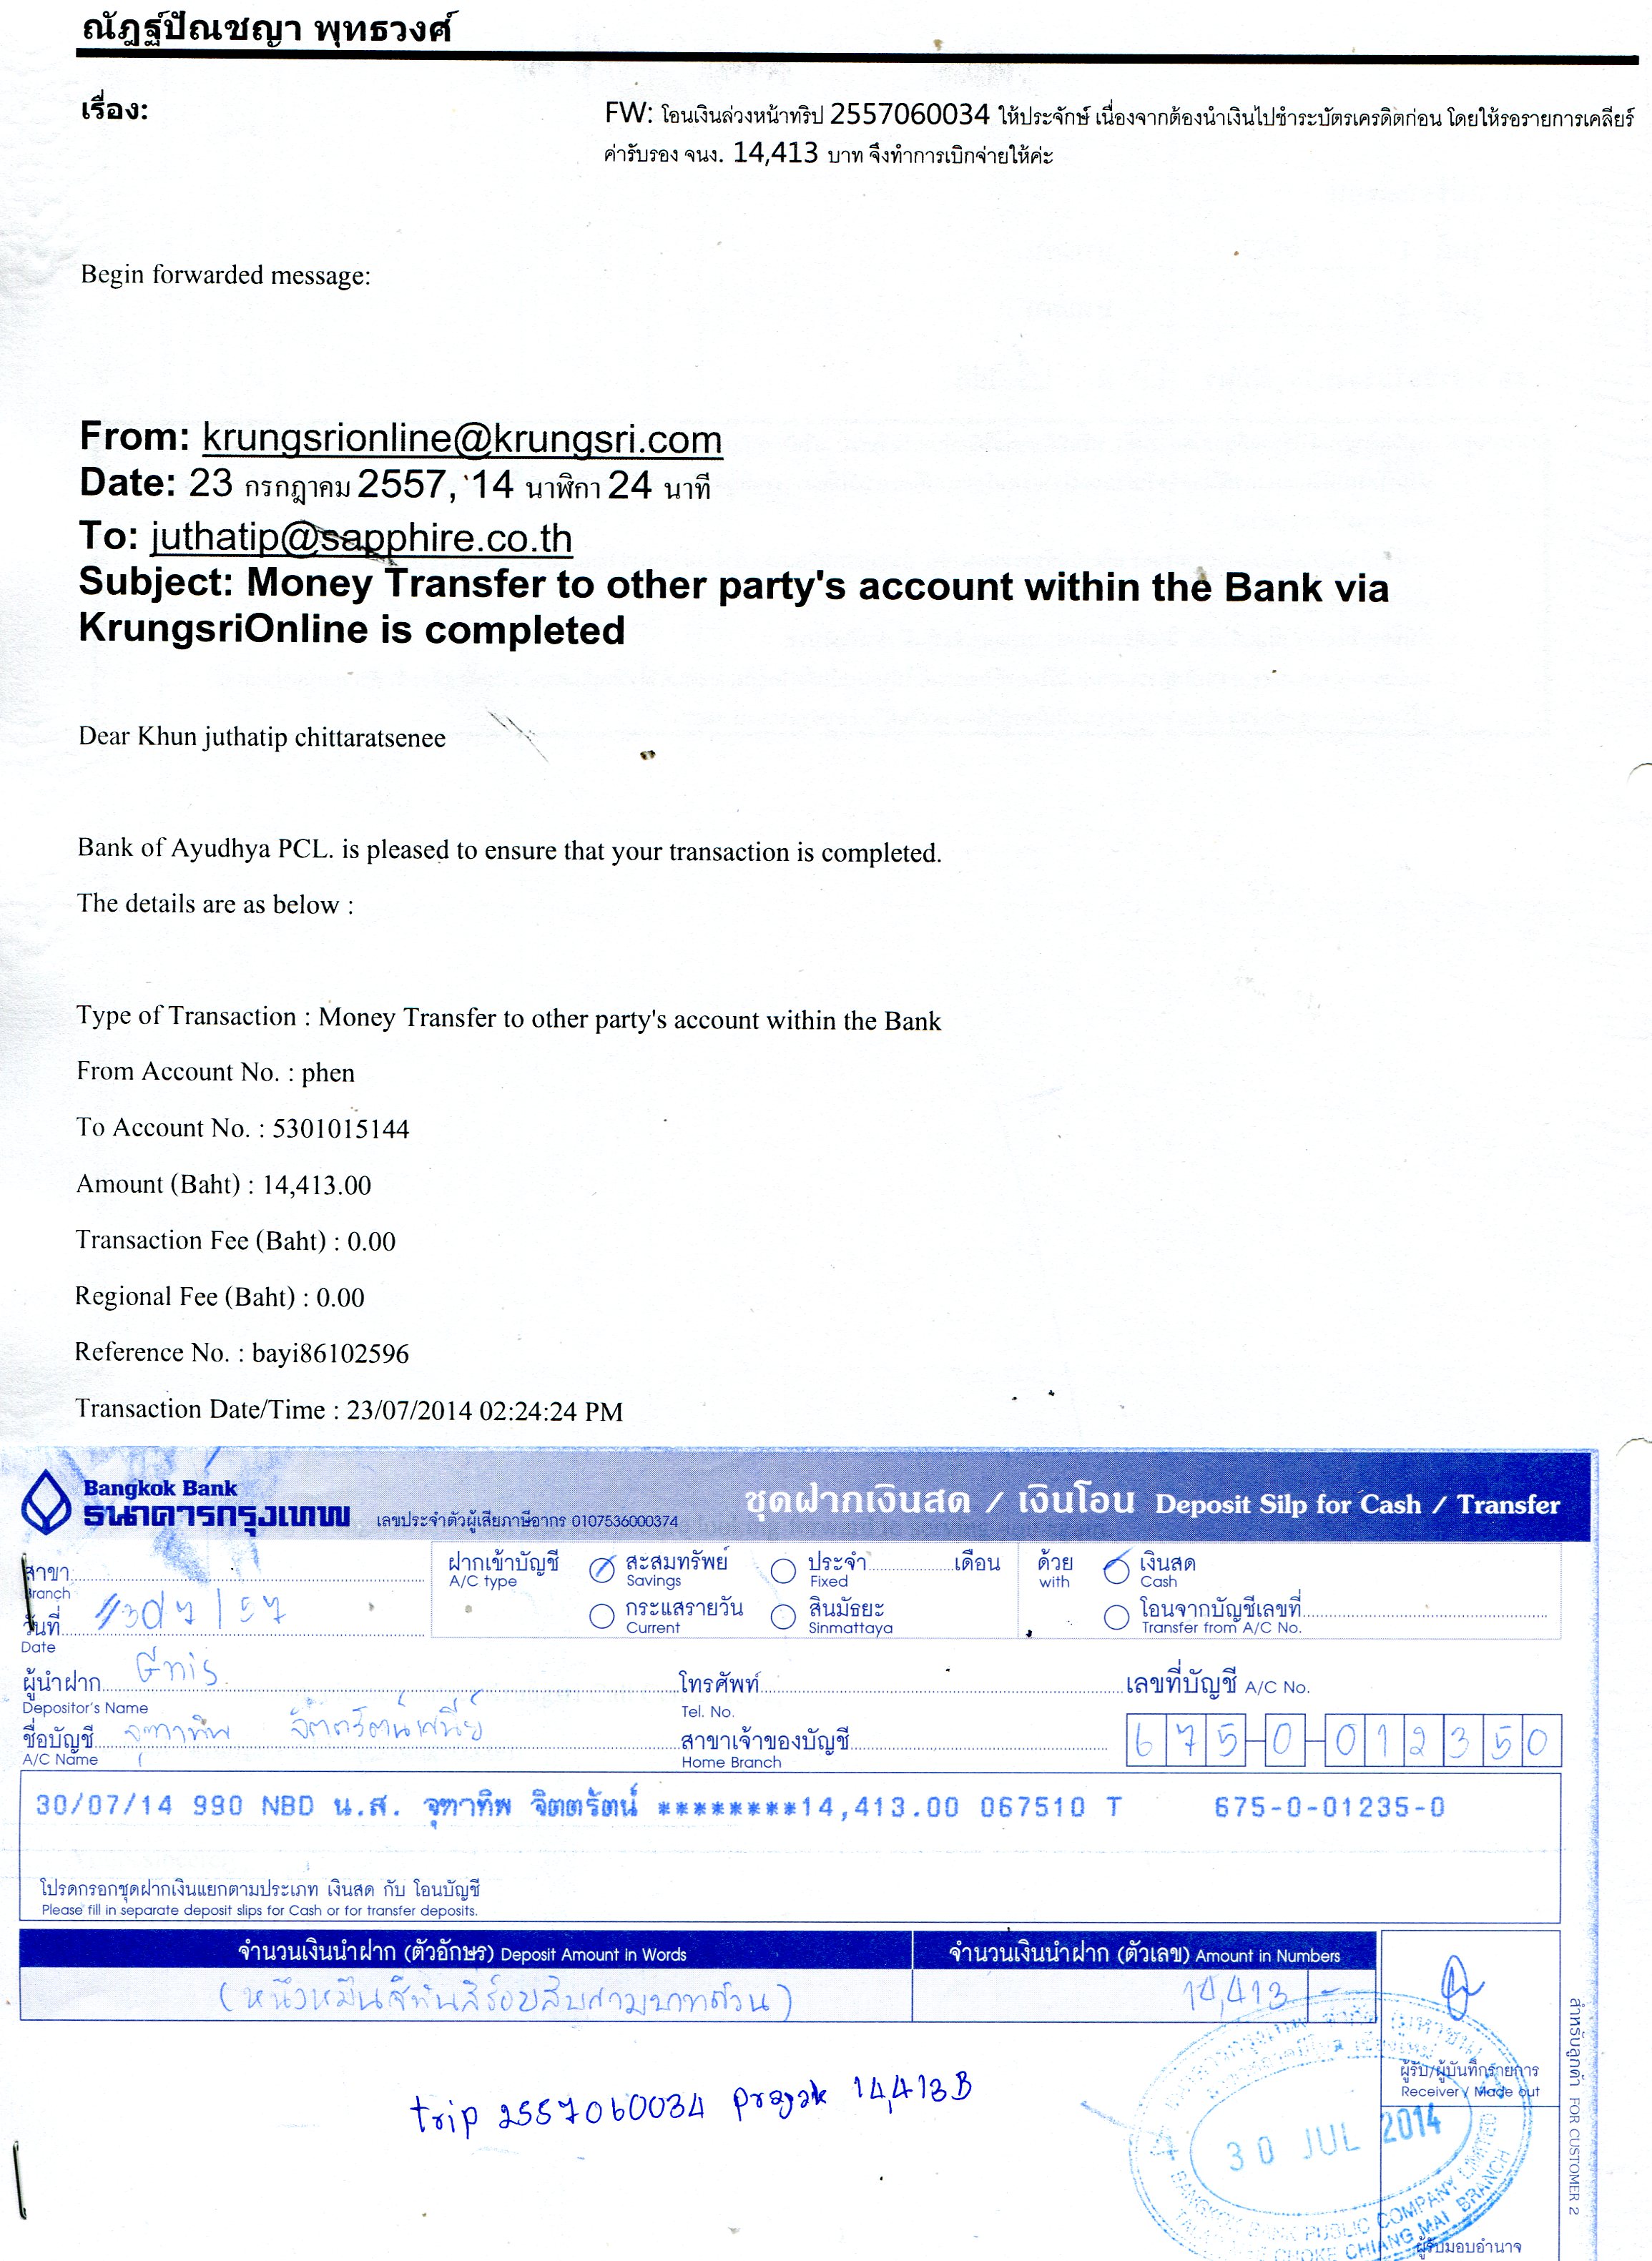 ณัฎฐ์ปัณชญา พุทธวงศ์
เรื่อง:
FW: โอนเงินล่วงหน้าทริป 2557060034 ให้ประจักษ์ เนื่องจากต้องนำเงินไปชำระบัตรเครดิตก่อน โดยให้รอรายการเคลียร์
ค่ารับรอง จนง. 14,413 บาท จึงทำการเบิกจ่ายให้ค่ะ
Begin forwarded message:
From: krungsrionline@krungsri.com
Date: 23 กรกฎาคม 2557, 14 นาฬิกา 24 นาที
To: juthatip@sapphire.co.th
Subject: Money Transfer to other party's account within the Bank via
KrungsriOnline is completed
Dear Khun juthatip chittaratsenee
Bank of Ayudhya PCL. is pleased to ensure that your transaction is completed.
The details are as below :
Type of Transaction : Money Transfer to other party's account within the Bank
From Account No. : phen
To Account No. : 5301015144
Amount (Baht) : 14,413.00
Transaction Fee (Baht) : 0.00
Regional Fee (Baht) : 0.00
Reference No. : bayi86102596
Transaction Date/Time : 23/07/2014 02:24:24 PM
Bangkok Bank
ธนาคารกรุงเทพ เลขประจำตัวผู้เสียภาษีอากร 0107536000374
ชุดฝากเงินสด / เงินโอน Deposit Silp for Cash / Transfer
looking forward to serving you again
สาขา
Branch
วันที่ 30/7/57
Date
ฝากเข้าบัญชี
A/C type
สะสมทรัพย์
Savings
ประจำ เดือน
Fixed
กระแสรายวัน
Current
สินมัธยะ
Sinmattaya
ด้วย
with
เงินสด
Cash
โอนจากบัญชีเลขที่
Transfer from A/C No.
ผู้นำฝาก
Depositor's Name
โทรศัพท์
Tel. No.
เลขที่บัญชี A/C No.
ชื่อบัญชี จุฑาทิพ จิตตรัตน์เสนีย์
A/C Name
สาขาเจ้าของบัญชี
Home Branch
675-0-012350
30/07/14 990 NBD น.ส. จุฑาทิพ จิตตรัตน์ ********14,413.00 067510 T 675-0-01235-0
โปรดกรอกชุดฝากเงินแยกตามประเภท เงินสด กับ โอนบัญชี
Please fill in separate deposit slips for Cash or for transfer deposits.
จำนวนเงินนำฝาก (ตัวอักษร) Deposit Amount in Words
จำนวนเงินนำฝาก (ตัวเลข) Amount in Numbers
(หนึ่งหมื่นสี่พันสี่ร้อยสิบสามบาทถ้วน)
14,413 -
ผู้รับ/ผู้บันทึกรายการ
Receiver / Made out
trip 2557060034 prajak 14,413 B
30 JUL 2014
BANGKOK BANK PUBLIC COMPANY LIMITED
CHOKE CHIANG MAI BRANCH
ผู้รับมอบอำนาจ
สำหรับลูกค้า FOR CUSTOMER 2